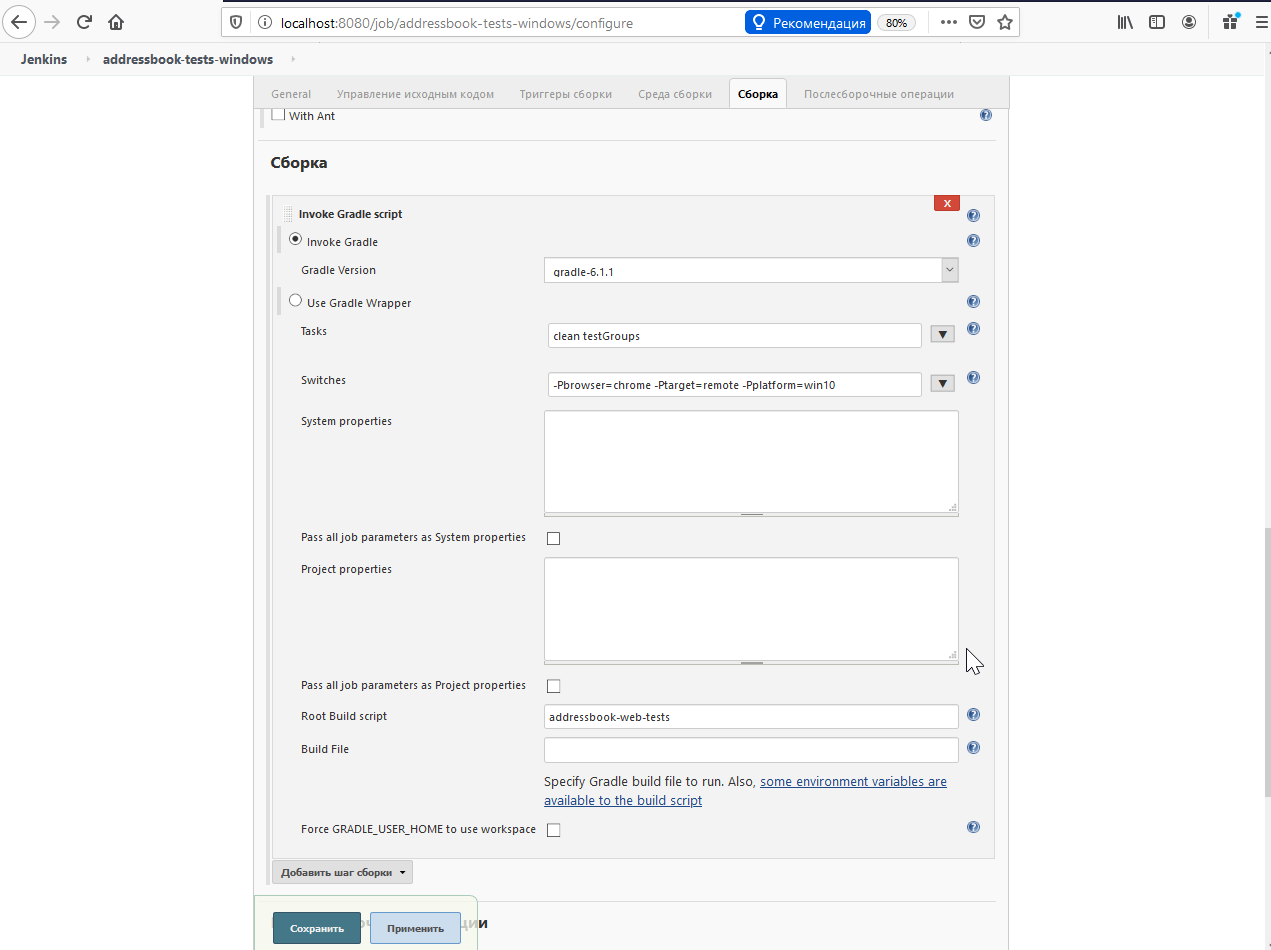 localhost:8080/job/addressbook-tests-windows/configure
Рекомендация
80%
Jenkins
addressbook-tests-windows
General
Управление исходным кодом
Триггеры сборки
Среда сборки
Сборка
Послесборочные операции
With Ant
Сборка
X
Invoke Gradle script
Invoke Gradle
Gradle Version
gradle-6.1.1
Use Gradle Wrapper
Tasks
clean testGroups
Switches
-Pbrowser=chrome -Ptarget=remote -Pplatform=win10
System properties
Pass all job parameters as System properties
Project properties
Pass all job parameters as Project properties
Root Build script
addressbook-web-tests
Build File
Specify Gradle build file to run. Also, some environment variables are
available to the build script
Force GRADLE_USER_HOME to use workspace
Добавить шаг сборки
Сохранить
Применить